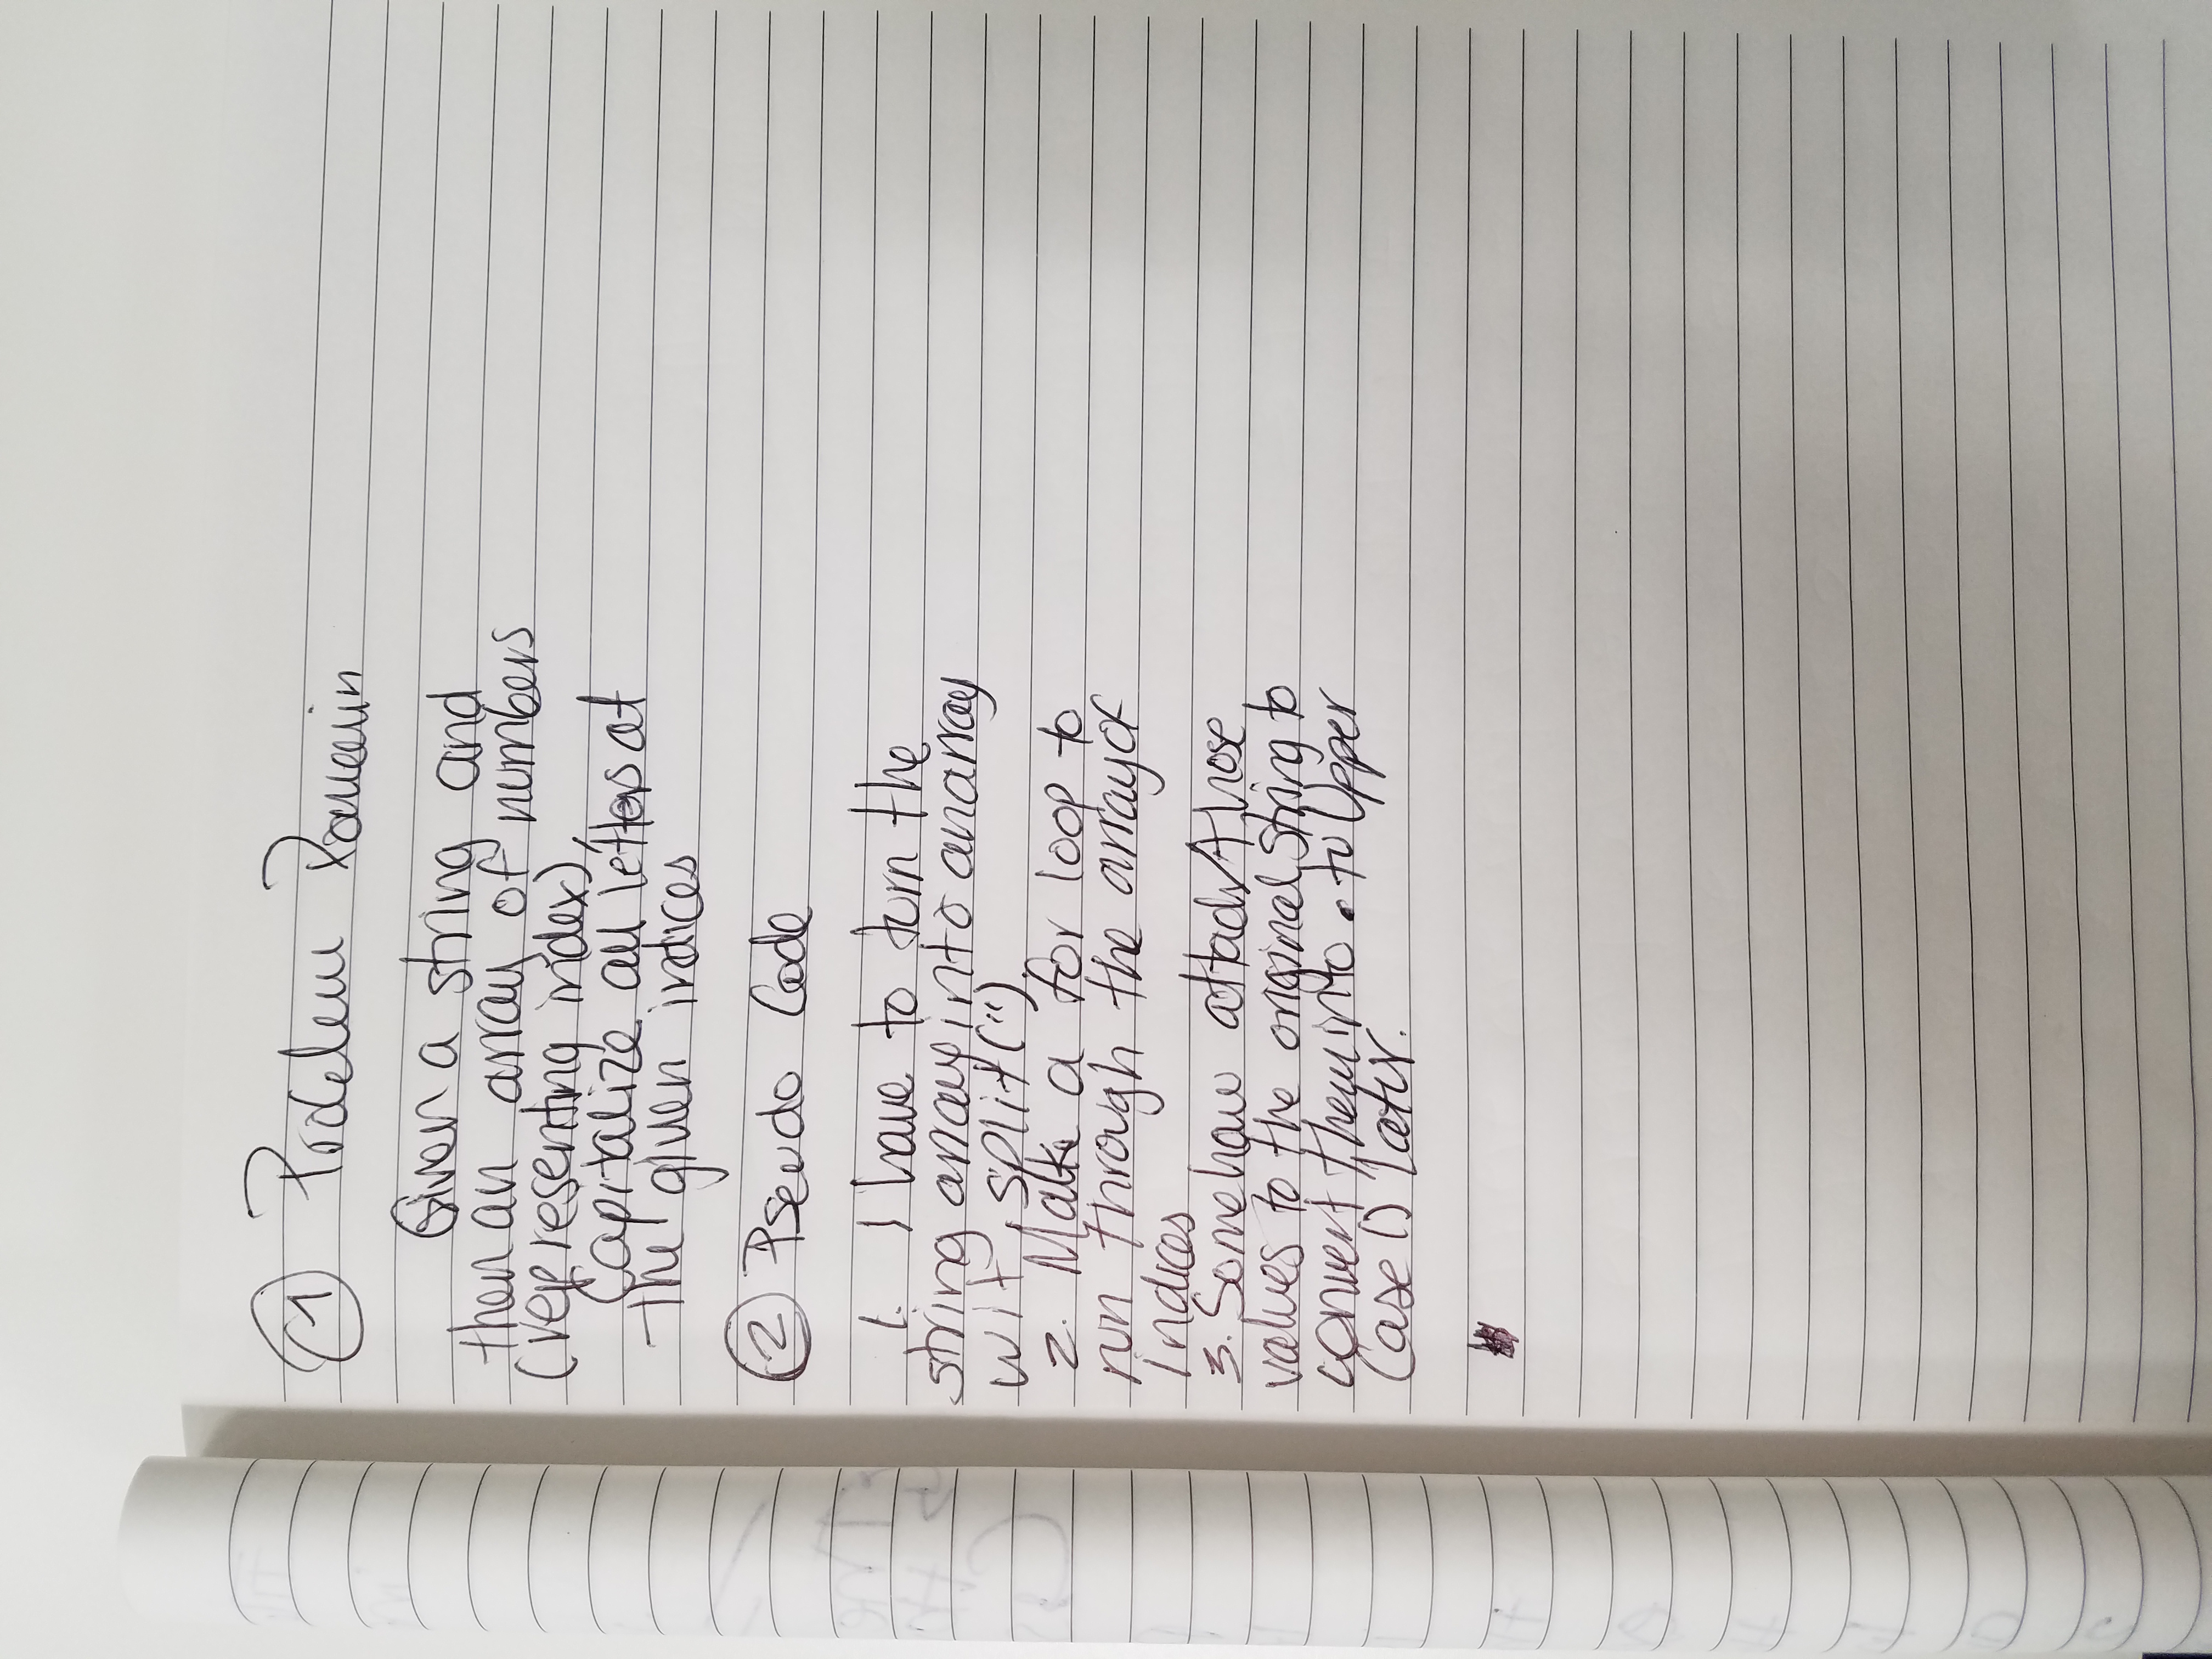 1 Problem Domain
Given a string and
then an array of numbers
(representing index),
Capitalize all letters at
the given indices
2 Pseudo Code
1. I have to turn the
string array into an array
wit .split('').
2. Make a for loop to
run through the array of
indices
3. Somehow attach those
values to the original string to
convert them into .toUpper
Case() later.